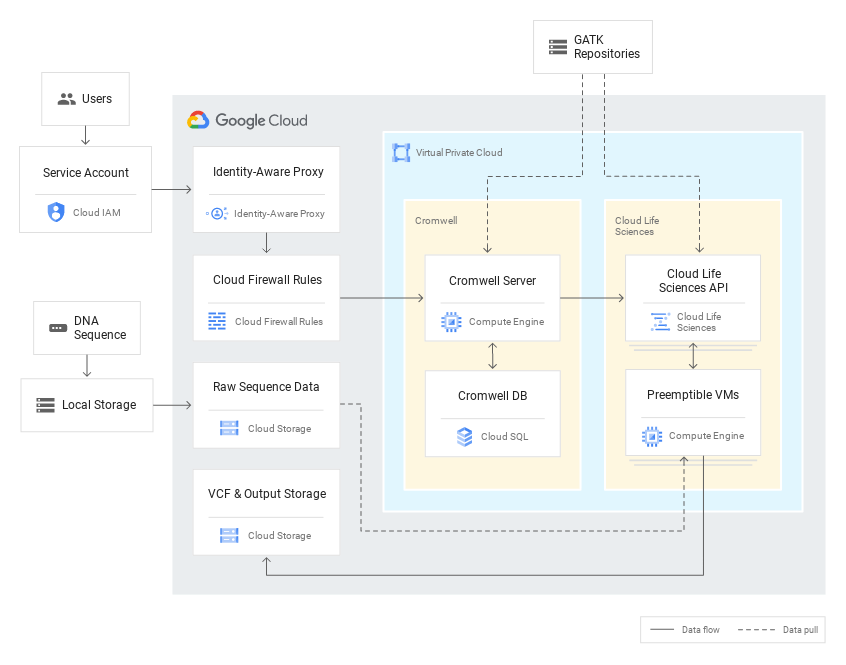 GATK
Repositories
Users
Google Cloud
Virtual Private Cloud
Service Account
Cloud IAM
Identity-Aware Proxy
Identity-Aware Proxy
Cromwell
Cloud Life
Sciences
Cloud Firewall Rules
Cloud Firewall Rules
Cromwell Server
Compute Engine
Cloud Life
Sciences API
Cloud Life
Sciences
DNA
Sequence
Local Storage
Raw Sequence Data
Cloud Storage
Cromwell DB
Cloud SQL
Preemptible VMs
Compute Engine
VCF & Output Storage
Cloud Storage
Data flow
Data pull